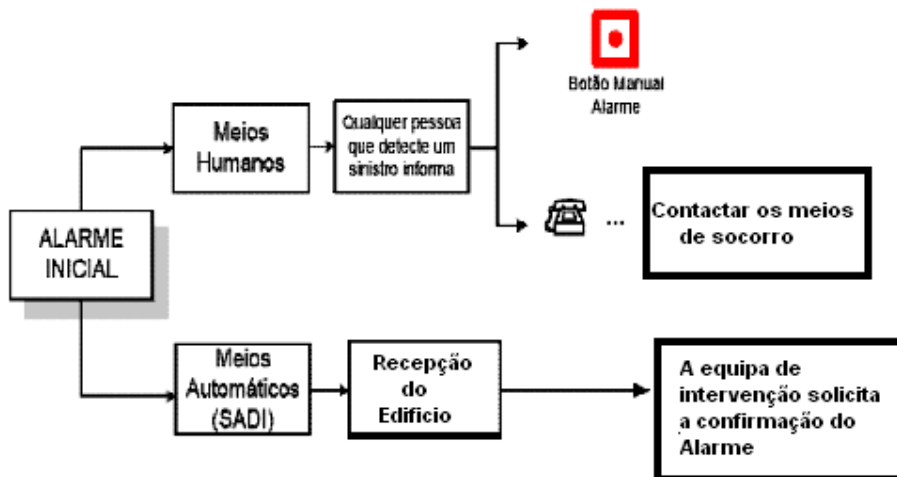 ALARME
INICIAL
Meios
Humanos
Qualquer pessoa
que detecte um
sinistro informa
Botão Manual
Alarme
...
Contactar os meios
de socorro
Meios
Automáticos
(SADI)
Recepção
do
Edificio
A equipa de
intervenção solicita
a confirmação do
Alarme